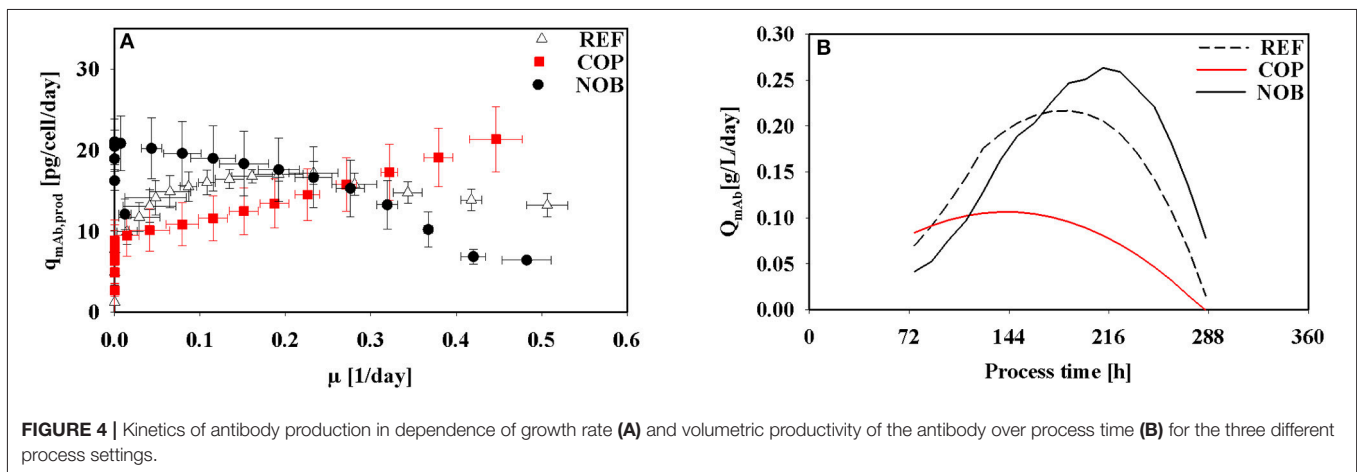 A
REF
COP
NOB
30
20
10
0
q mAb,prod [pg/cell/day]
0.0 0.1 0.2 0.3 0.4 0.5 0.6
μ [1/day]
B
REF
COP
NOB
0.30
0.25
0.20
0.15
0.10
0.05
0.00
Q mAb [g/L/day]
0 72 144 216 288 360
Process time [h]
FIGURE 4 | Kinetics of antibody production in dependence of growth rate (A) and volumetric productivity of the antibody over process time (B) for the three different
process settings.